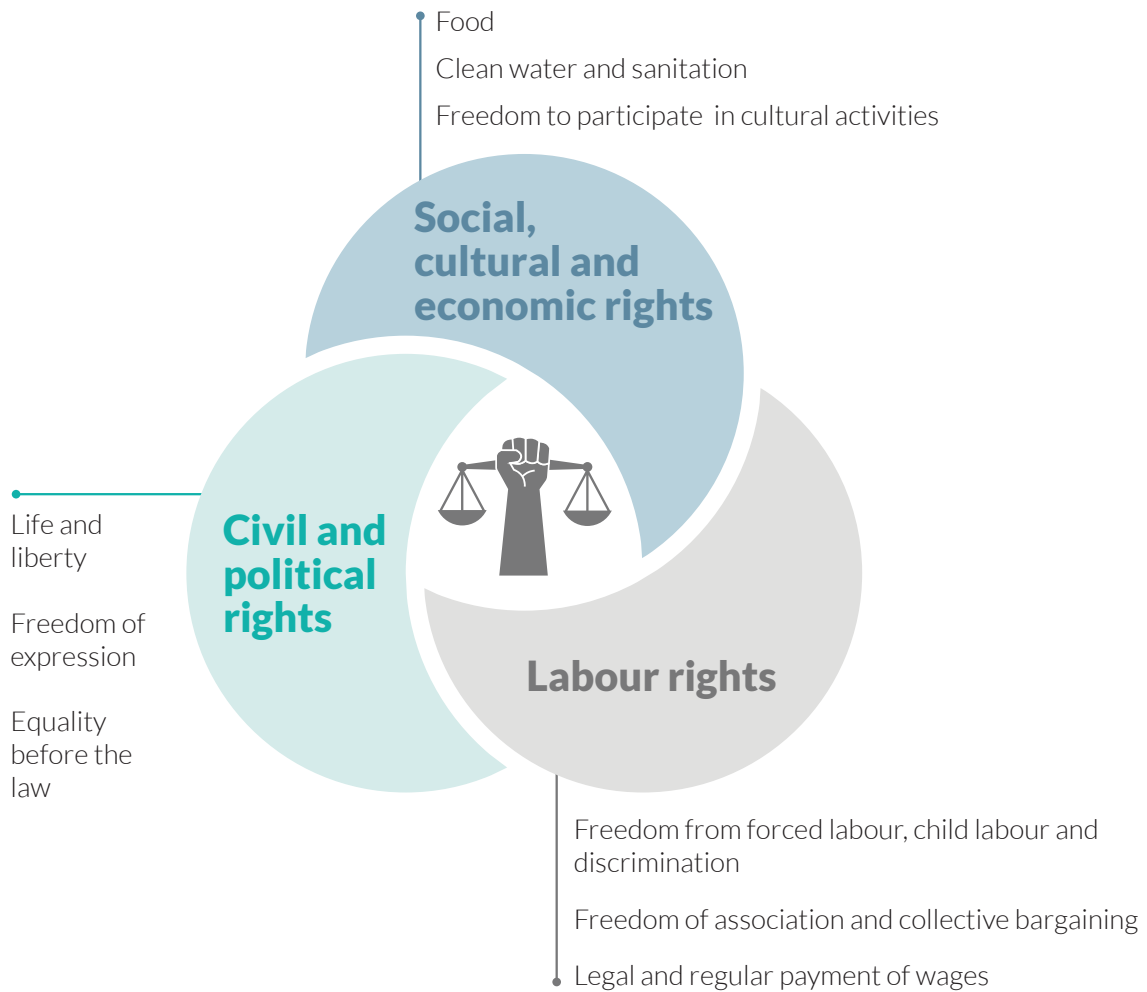 Food
Clean water and sanitation
Freedom to participate in cultural activities
Social,
cultural and
economic rights
Life and
liberty
Freedom of
expression
Equality
before the
law
Civil and
political
rights
Labour rights
Freedom from forced labour, child labour and
discrimination
Freedom of association and collective bargaining
Legal and regular payment of wages